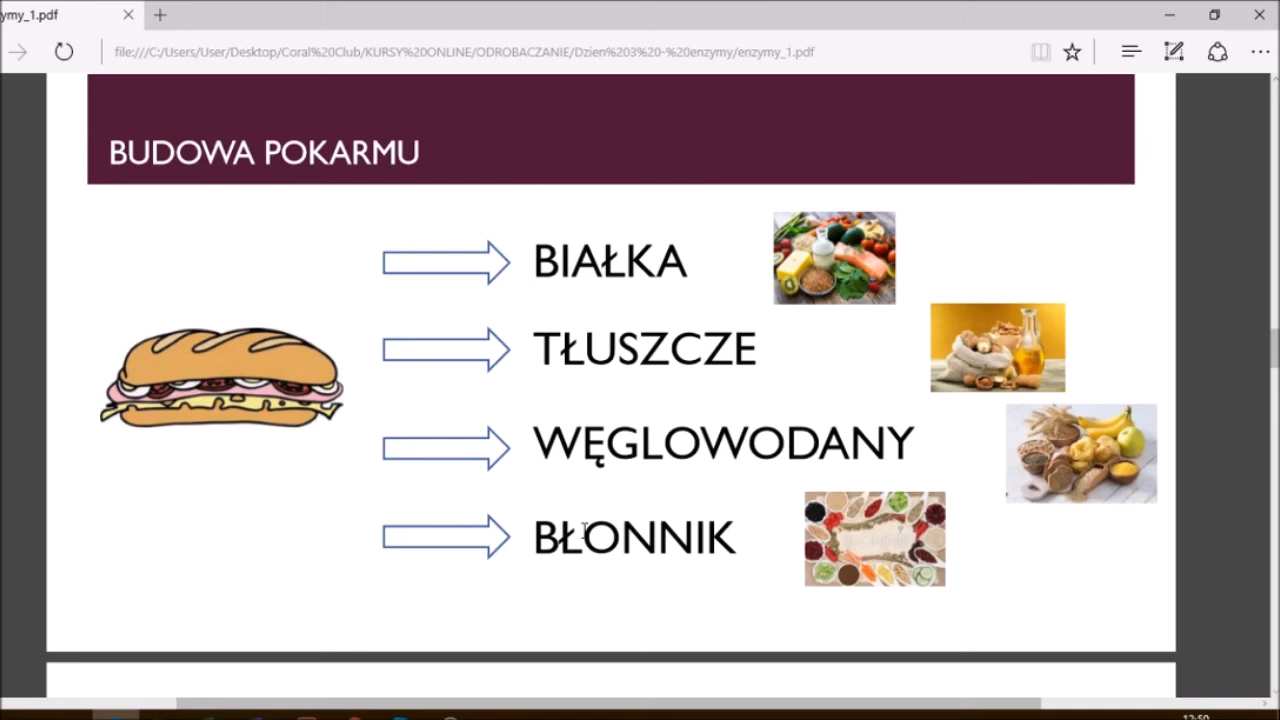 ymy_1.pdf
file:///C:/Users/User/Desktop/Coral%20Club/KURSY%20ONLINE/ODROBACZANIE/Dzien%203%20-%20enzymy/enzymy_1.pdf
BUDOWA POKARMU
BIAŁKA
TŁUSZCZE
WĘGLOWODANY
BŁONNIK